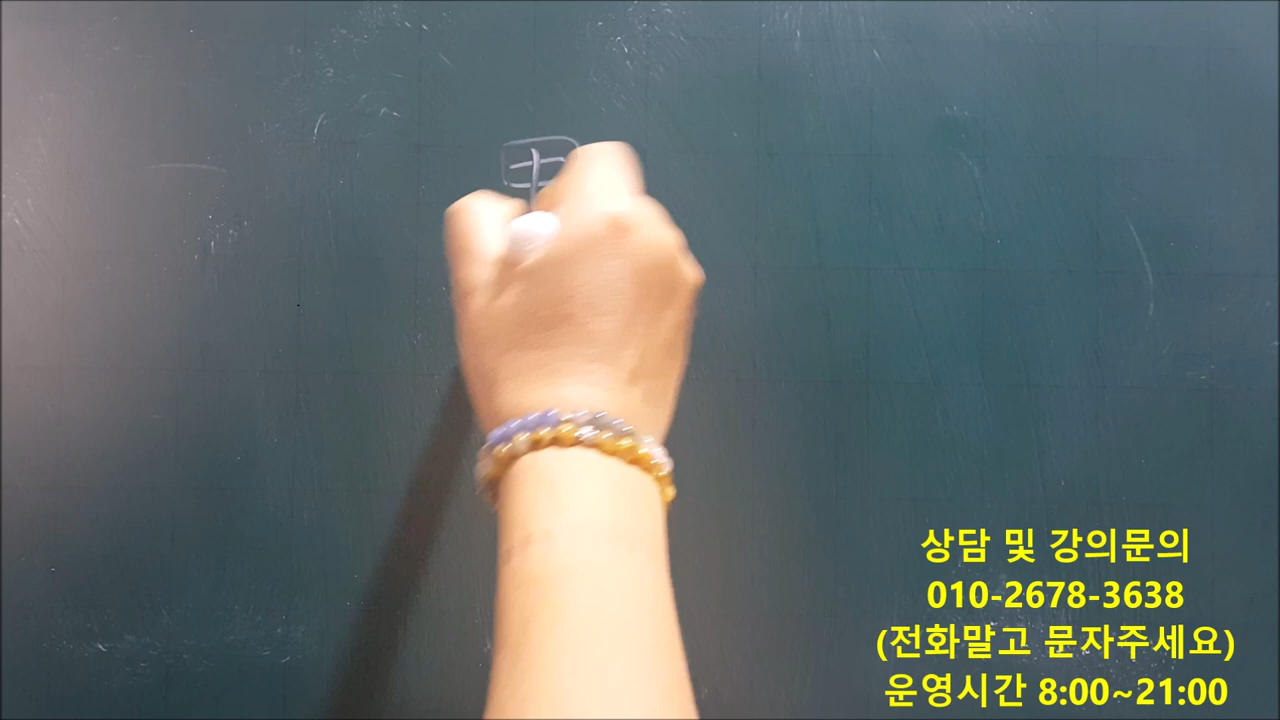 상담 및 강의문의
010-2678-3638
(전화말고 문자주세요)
운영시간 8:00~21:00